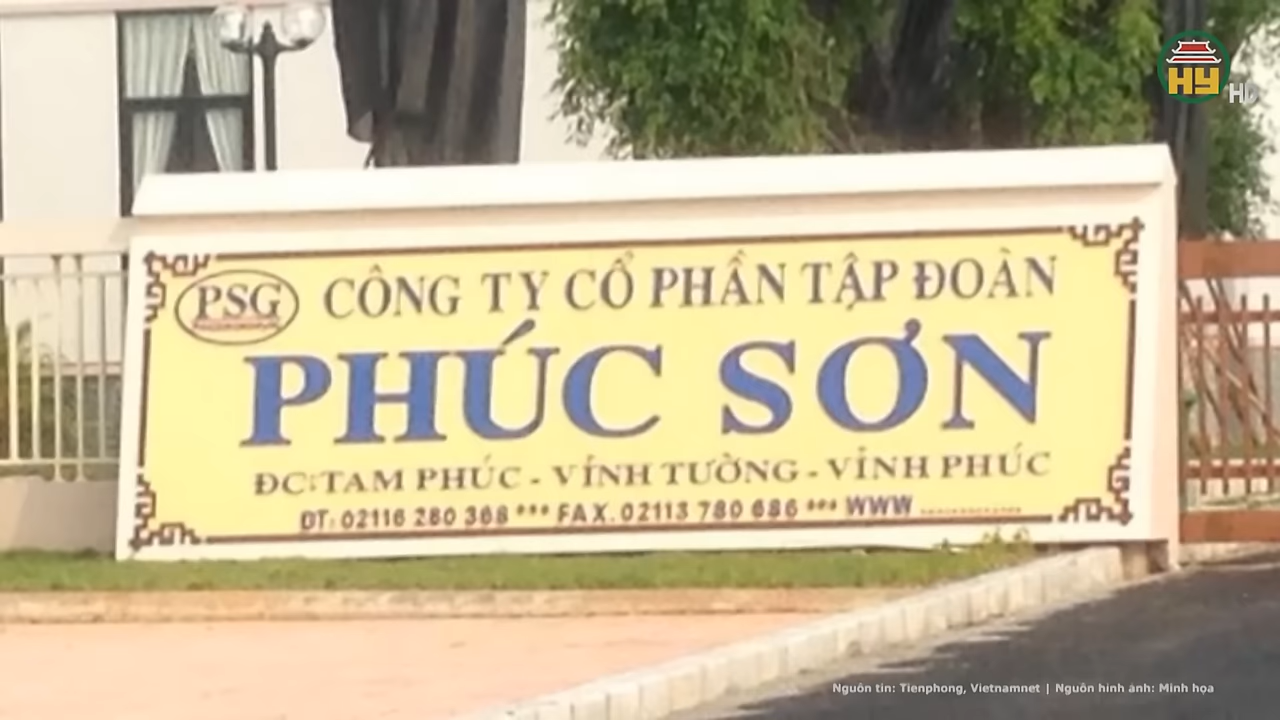 HY
HD
PSG
CÔNG TY CỔ PHẦN TẬP ĐOÀN
PHÚC SƠN
ĐC:TAM PHÚC - VĨNH TƯỜNG - VĨNH PHÚC
ĐT: 02116 280 368 *** FAX. 02113 780 686 *** WWW
Nguồn tin: Tienphong, Vietnamnet | Nguồn hình ảnh: Minh họa